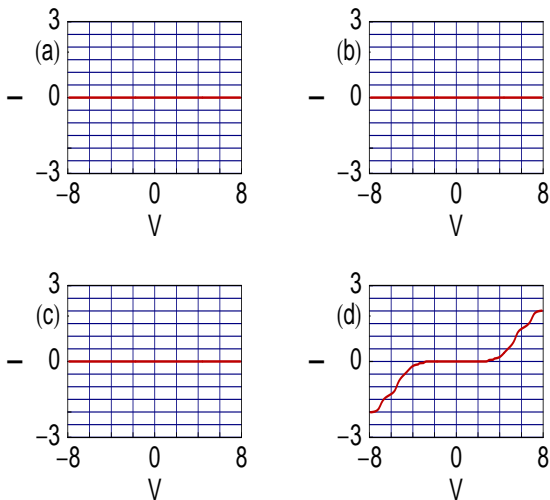 3 3
(a) (b)
I 0 I 0
−3 −3
−8 0 8 −8 0 8
V V
3 3
(c) (d)
I 0 I 0
−3 −3
−8 0 8 −8 0 8
V V